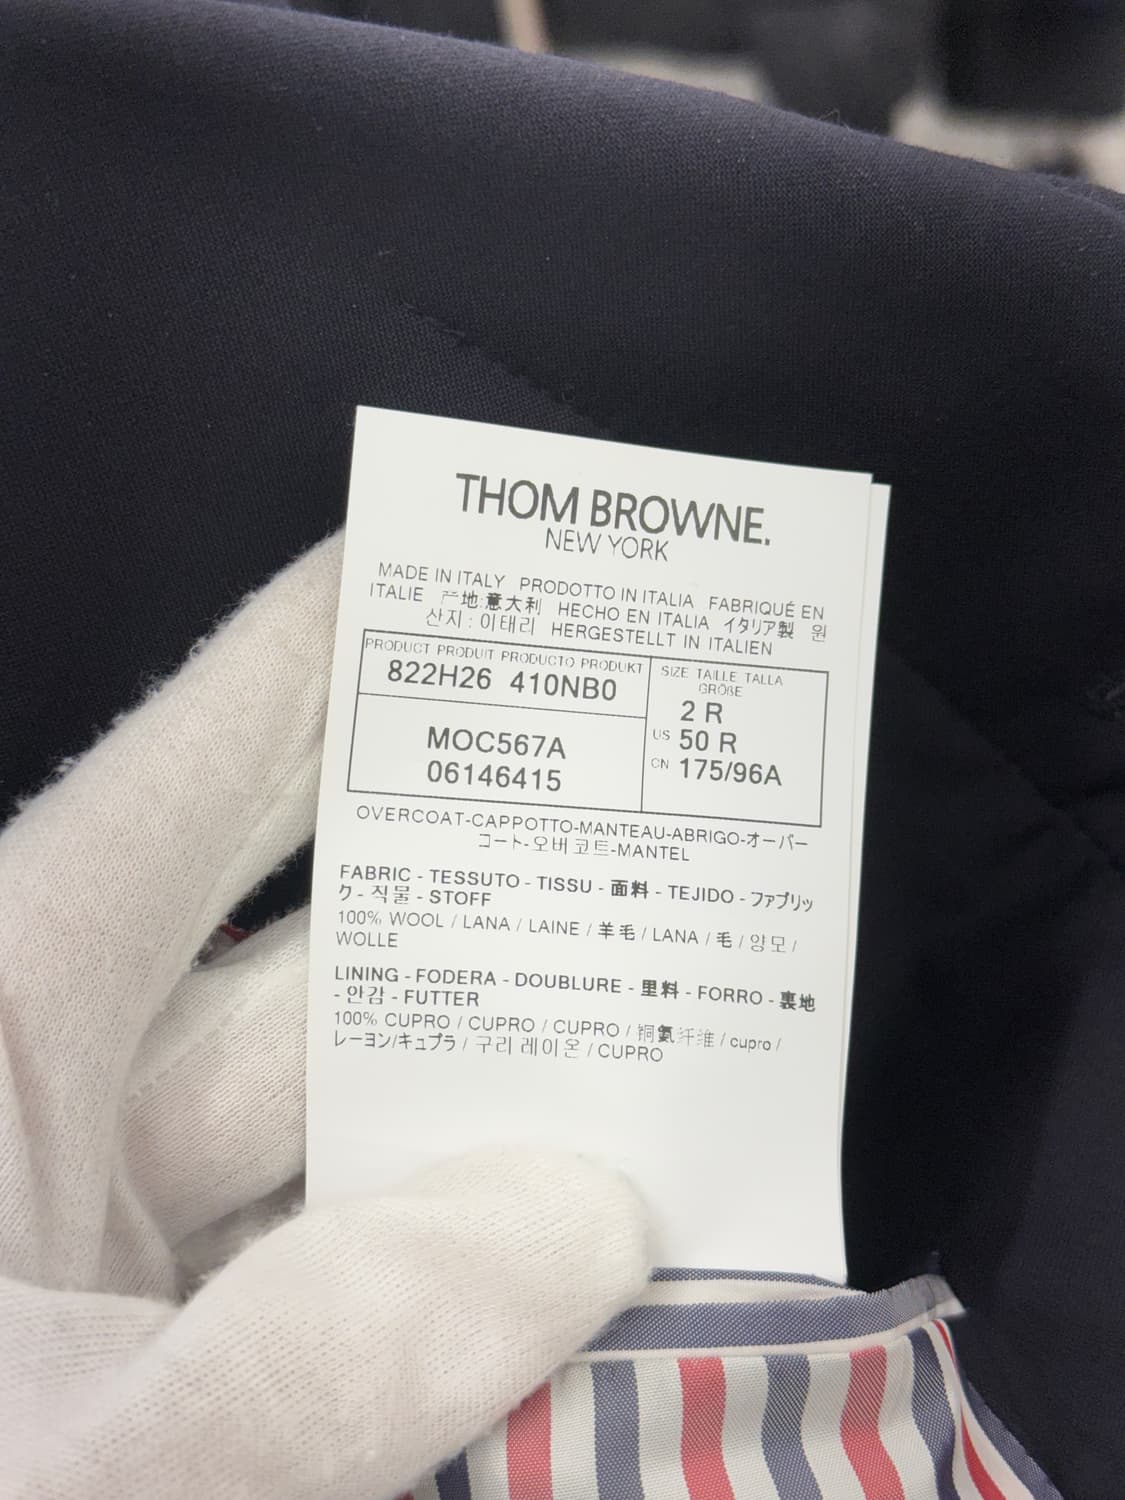 THOM BROWNE.
NEW YORK
MADE IN ITALY PRODOTTO IN ITALIA FABRIQUÉ EN
ITALIE 产地:意大利 HECHO EN ITALIA イタリア製 원
산지 : 이태리 HERGESTELLT IN ITALIEN
PRODUCT PRODUIT PRODUCTO PRODUKT
822H26 410NB0
MOC567A
06146415
SIZE TAILLE TALLA
GRÖßE
2 R
US 50 R
CN 175/96A
OVERCOAT-CAPPOTTO-MANTEAU-ABRIGO-オーバー
コート-오버코트-MANTEL
FABRIC - TESSUTO - TISSU - 面料 - TEJIDO - ファブリッ
ク - 직물 - STOFF
100% WOOL / LANA / LAINE / 羊毛 / LANA / 毛 / 양모 /
WOLLE
LINING - FODERA - DOUBLURE - 里料 - FORRO - 裏地
- 안감 - FUTTER
100% CUPRO / CUPRO / CUPRO / 铜氨纤维 / cupro /
レーヨン/キュプラ / 구리 레이온 / CUPRO